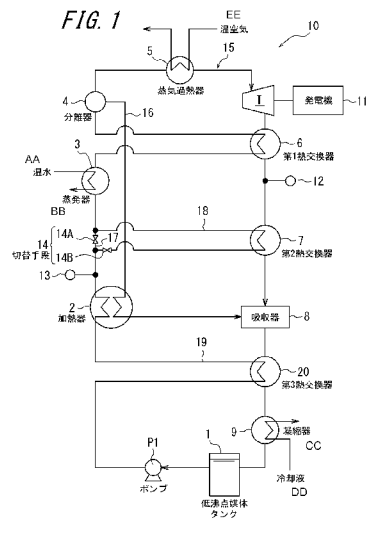 FIG. 1
EE
温空気
10
5
15
蒸気過熱器
4
分離器
16
I
発電機
11
3
6
第1熱交換器
AA
温水
蒸発器
12
BB
18
14A
17
14
切替手段
14B
7
第2熱交換器
13
2
加熱器
吸収器
8
19
20
第3熱交換器
9
凝縮器
CC
P1
1
冷却液
DD
ポンプ
低沸点媒体
タンク